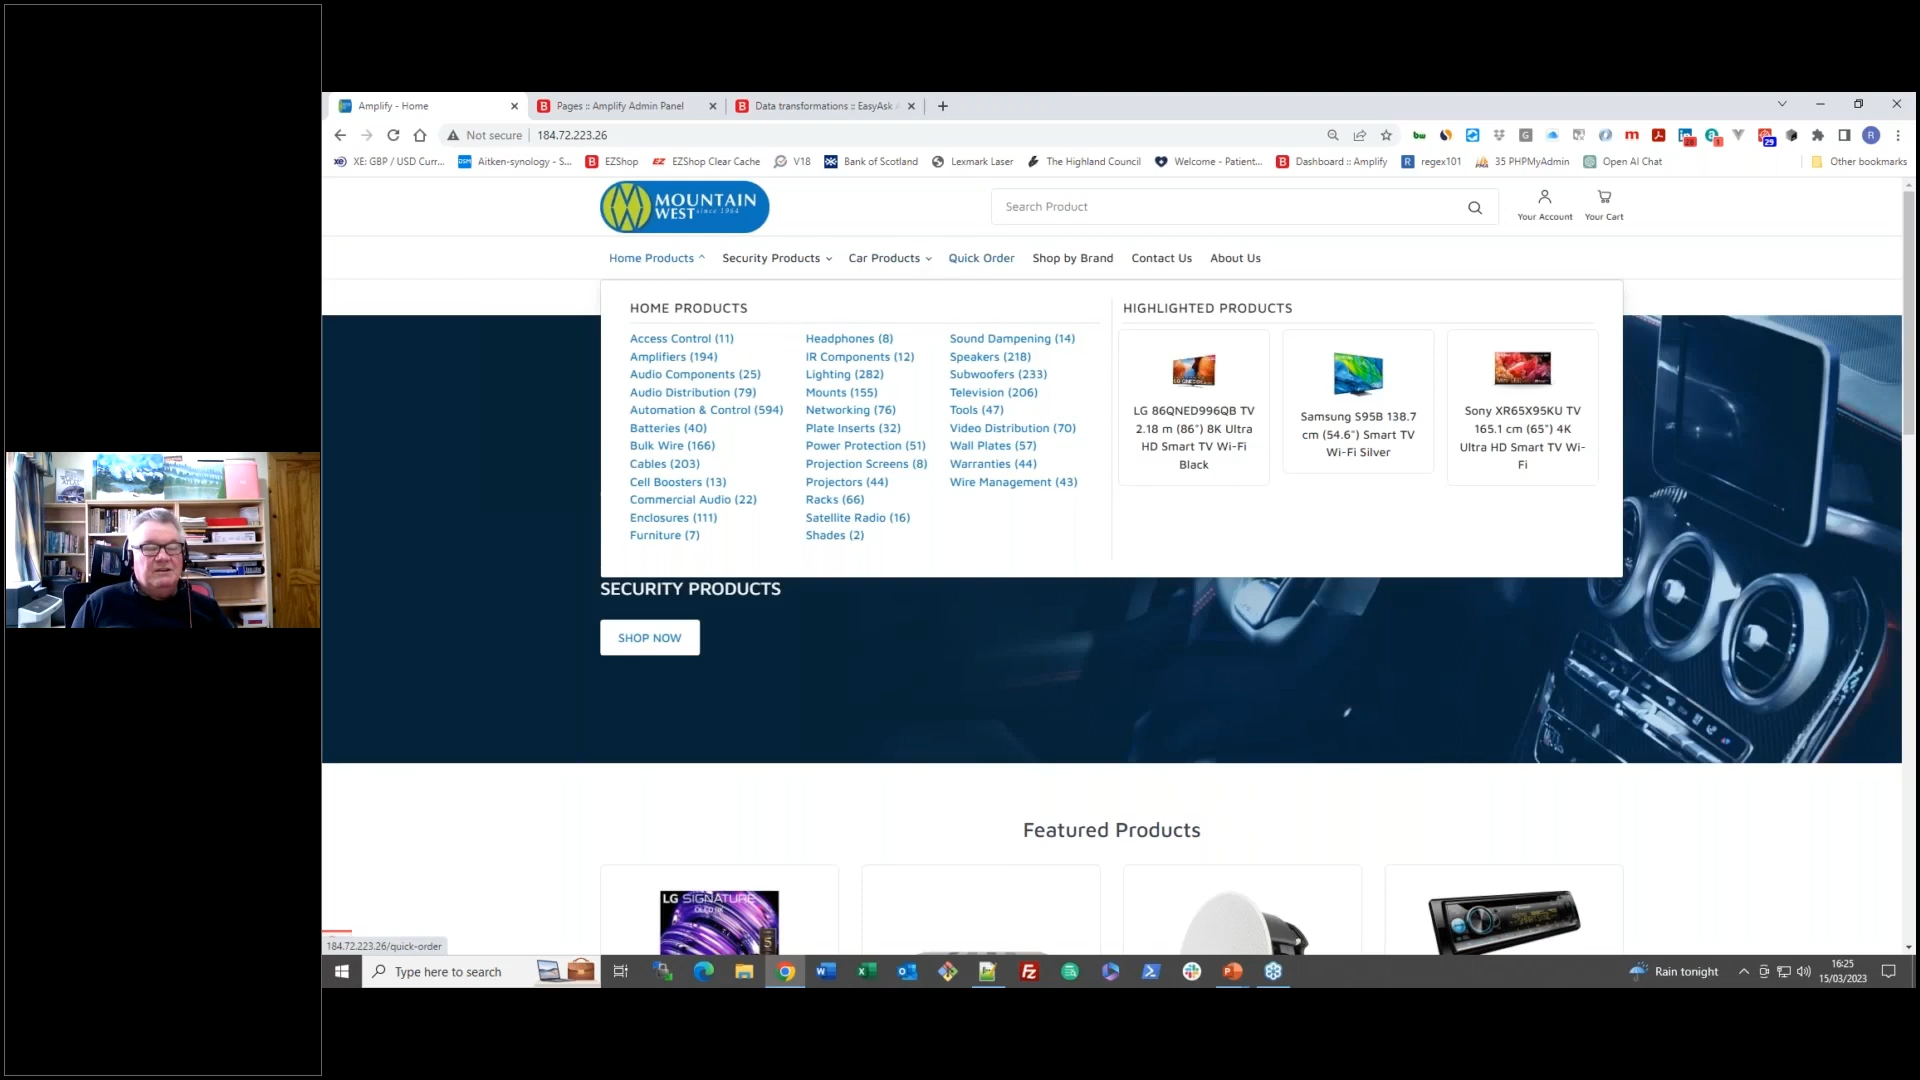 Amplify - Home
Pages :: Amplify Admin Panel
Data transformations :: EasyAsk
Not secure
184.72.223.26
XE: GBP / USD Curr...
Aitken-synology - S...
EZShop
EZShop Clear Cache
V18
Bank of Scotland
Lexmark Laser
The Highland Council
Welcome - Patient...
Dashboard :: Amplify
regex101
35 PHPMyAdmin
Open AI Chat
Other bookmarks
MOUNTAIN
WEST since 1964
Search Product
Your Account
Your Cart
Home Products
Security Products
Car Products
Quick Order
Shop by Brand
Contact Us
About Us
HOME PRODUCTS
Access Control (11)
Amplifiers (194)
Audio Components (25)
Audio Distribution (79)
Automation & Control (594)
Batteries (40)
Bulk Wire (166)
Cables (203)
Cell Boosters (13)
Commercial Audio (22)
Enclosures (111)
Furniture (7)
Headphones (8)
IR Components (12)
Lighting (282)
Mounts (155)
Networking (76)
Plate Inserts (32)
Power Protection (51)
Projection Screens (8)
Projectors (44)
Racks (66)
Satellite Radio (16)
Shades (2)
Sound Dampening (14)
Speakers (218)
Subwoofers (233)
Television (206)
Tools (47)
Video Distribution (70)
Wall Plates (57)
Warranties (44)
Wire Management (43)
HIGHLIGHTED PRODUCTS
LG 86QNED996QB TV
2.18 m (86") 8K Ultra
HD Smart TV Wi-Fi
Black
Samsung S95B 138.7
cm (54.6") Smart TV
Wi-Fi Silver
Sony XR65X95KU TV
165.1 cm (65") 4K
Ultra HD Smart TV Wi-
Fi
SECURITY PRODUCTS
SHOP NOW
Featured Products
LG SIGNATURE
184.72.223.26/quick-order
Type here to search
Rain tonight
16:25
15/03/2023